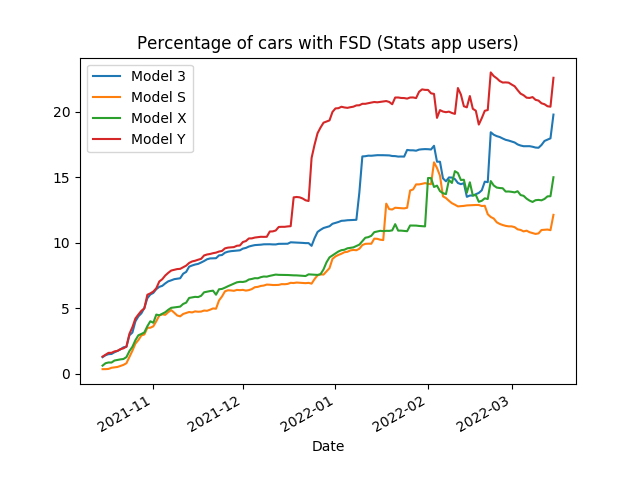 Percentage of cars with FSD (Stats app users)
Model 3
Model S
Model X
Model Y
20
15
10
5
0
2021-11
2021-12
2022-01
2022-02
2022-03
Date